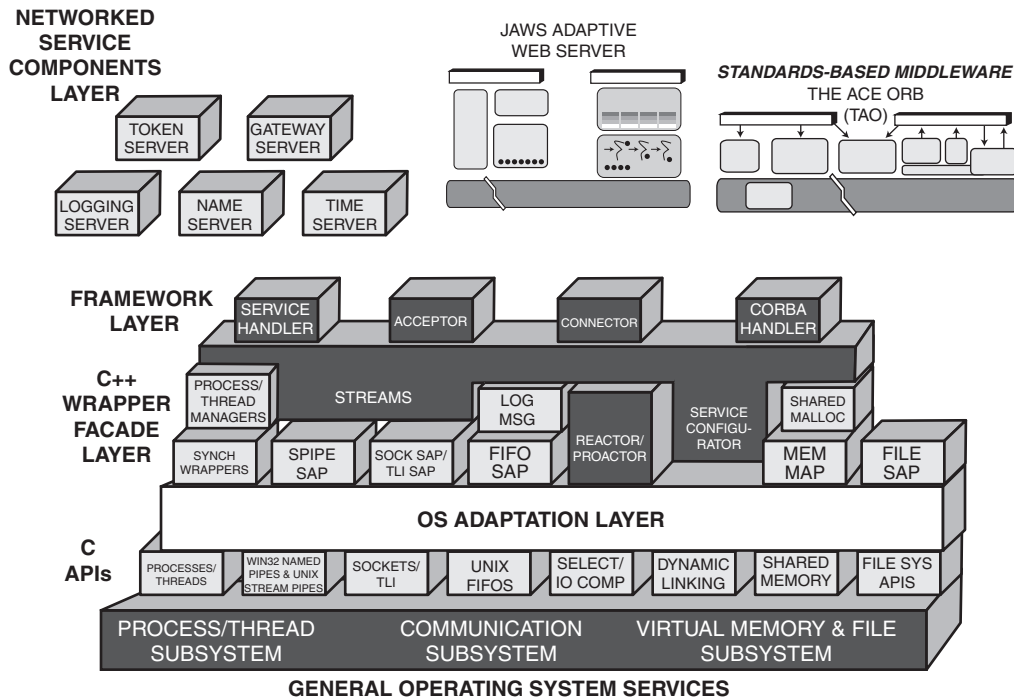 NETWORKED
SERVICE
COMPONENTS
LAYER
JAWS ADAPTIVE
WEB SERVER
STANDARDS-BASED MIDDLEWARE
THE ACE ORB
(TAO)
TOKEN
SERVER
GATEWAY
SERVER
LOGGING
SERVER
NAME
SERVER
TIME
SERVER
FRAMEWORK
LAYER
SERVICE
HANDLER
ACCEPTOR
CONNECTOR
CORBA
HANDLER
C++
WRAPPER
FACADE
LAYER
PROCESS/
THREAD
MANAGERS
STREAMS
LOG
MSG
REACTOR/
PROACTOR
SERVICE
CONFIGU-
RATOR
SHARED
MALLOC
SYNCH
WRAPPERS
SPIPE
SAP
SOCK SAP/
TLI SAP
FIFO
SAP
MEM
MAP
FILE
SAP
OS ADAPTATION LAYER
C
APIs
PROCESSES/
THREADS
WIN32 NAMED
PIPES & UNIX
STREAM PIPES
SOCKETS/
TLI
UNIX
FIFOS
SELECT/
IO COMP
DYNAMIC
LINKING
SHARED
MEMORY
FILE SYS
APIS
PROCESS/THREAD
SUBSYSTEM
COMMUNICATION
SUBSYSTEM
VIRTUAL MEMORY & FILE
SUBSYSTEM
GENERAL OPERATING SYSTEM SERVICES